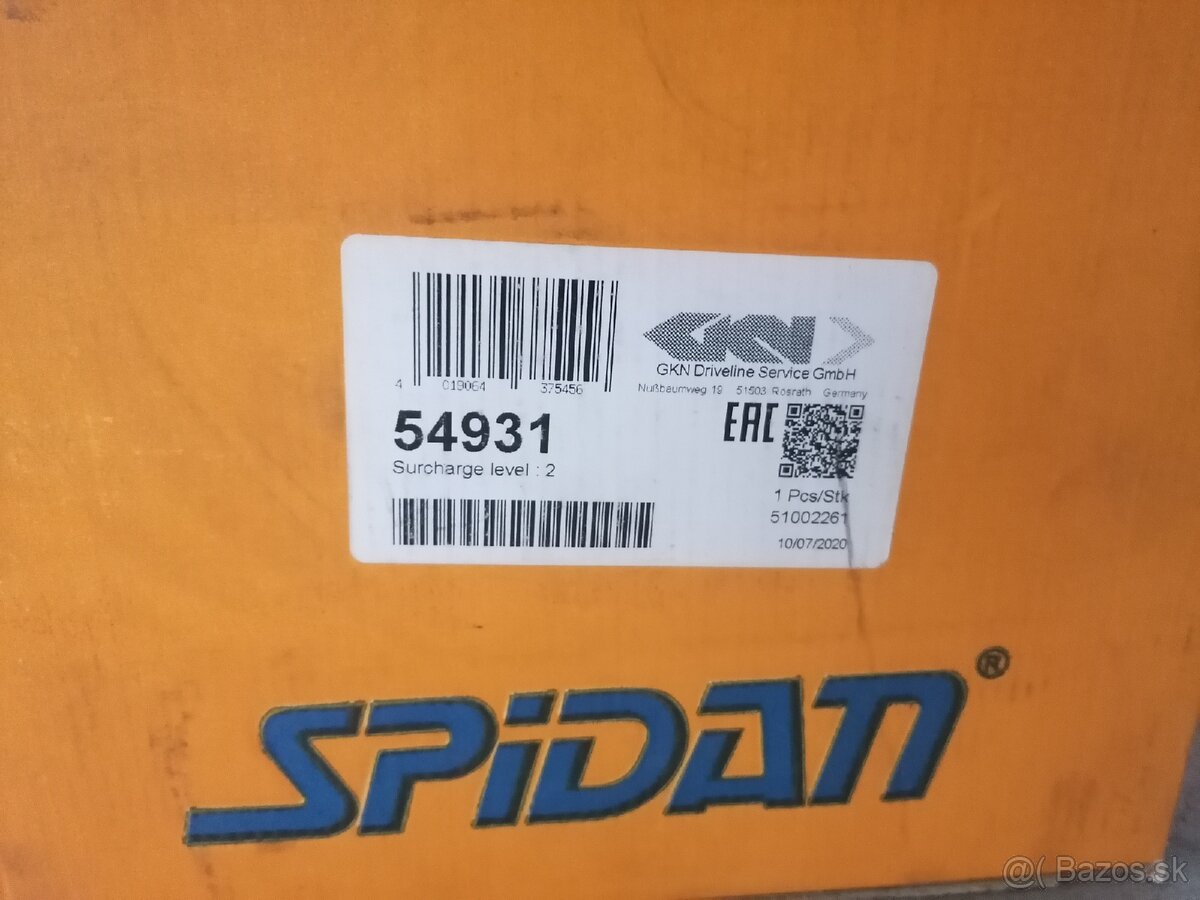 4 019064 375456
GKN
GKN Driveline Service GmbH
Nußbaumweg 19 51503 Rösrath Germany
54931
EAC
Surcharge level : 2
1 Pcs/Stk
51002261
10/07/2020
SPiDAN®
@( Bazos.sk